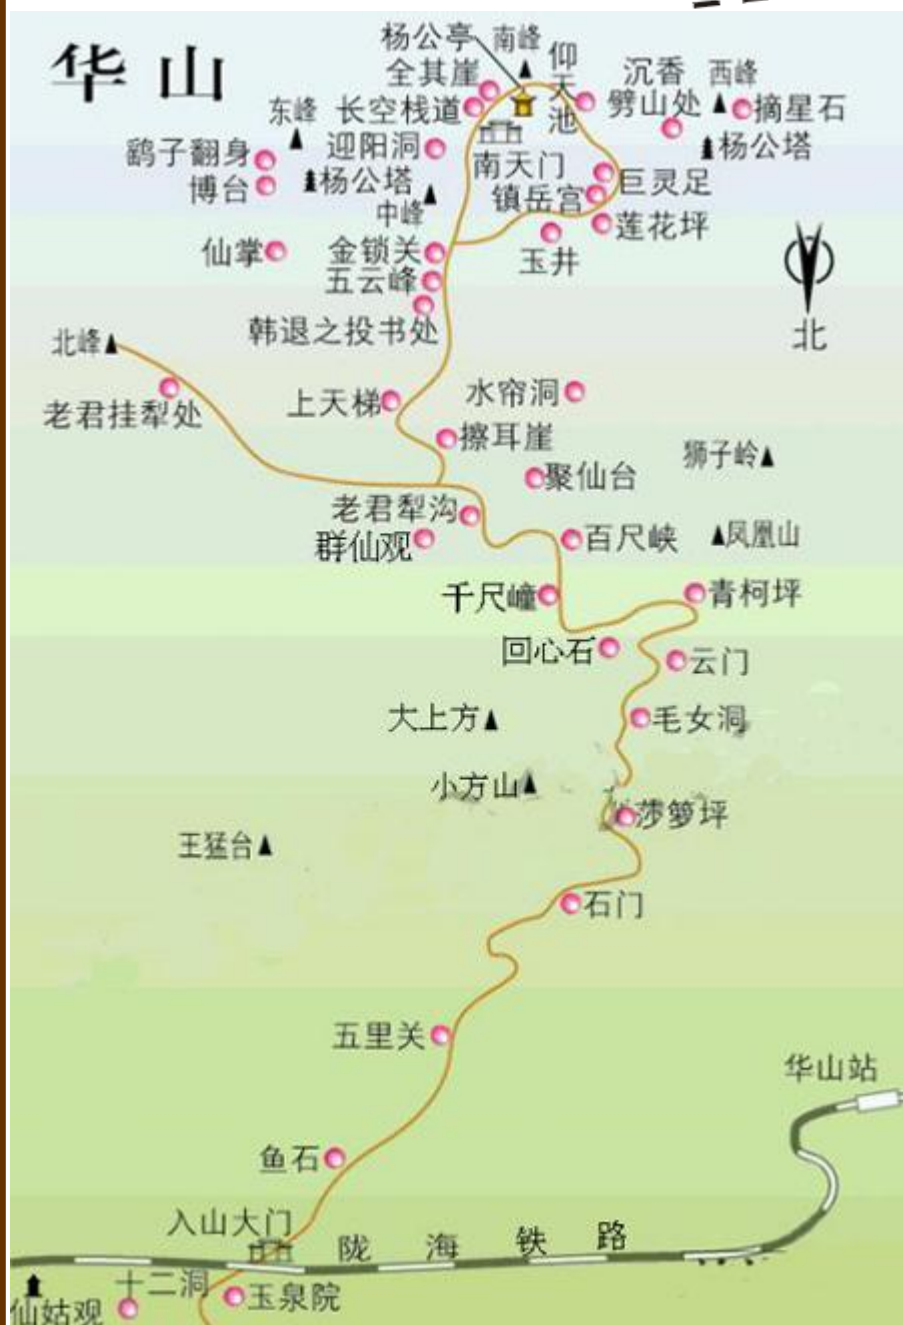 华山
杨公亭
南峰
仰天池
全其崖
沉香
劈山处
西峰
东峰
长空栈道
摘星石
鹞子翻身
迎阳洞
南天门
杨公塔
博台
杨公塔
镇岳宫
巨灵足
中峰
莲花坪
仙掌
金锁关
玉井
五云峰
韩退之投书处
北
北峰
老君挂犁处
上天梯
水帘洞
擦耳崖
狮子岭
聚仙台
老君犁沟
群仙观
百尺峡
凤凰山
千尺幢
青柯坪
回心石
云门
大上方
毛女洞
小方山
莎萝坪
王猛台
石门
五里关
华山站
鱼石
入山大门
陇海铁路
十二洞
玉泉院
仙姑观